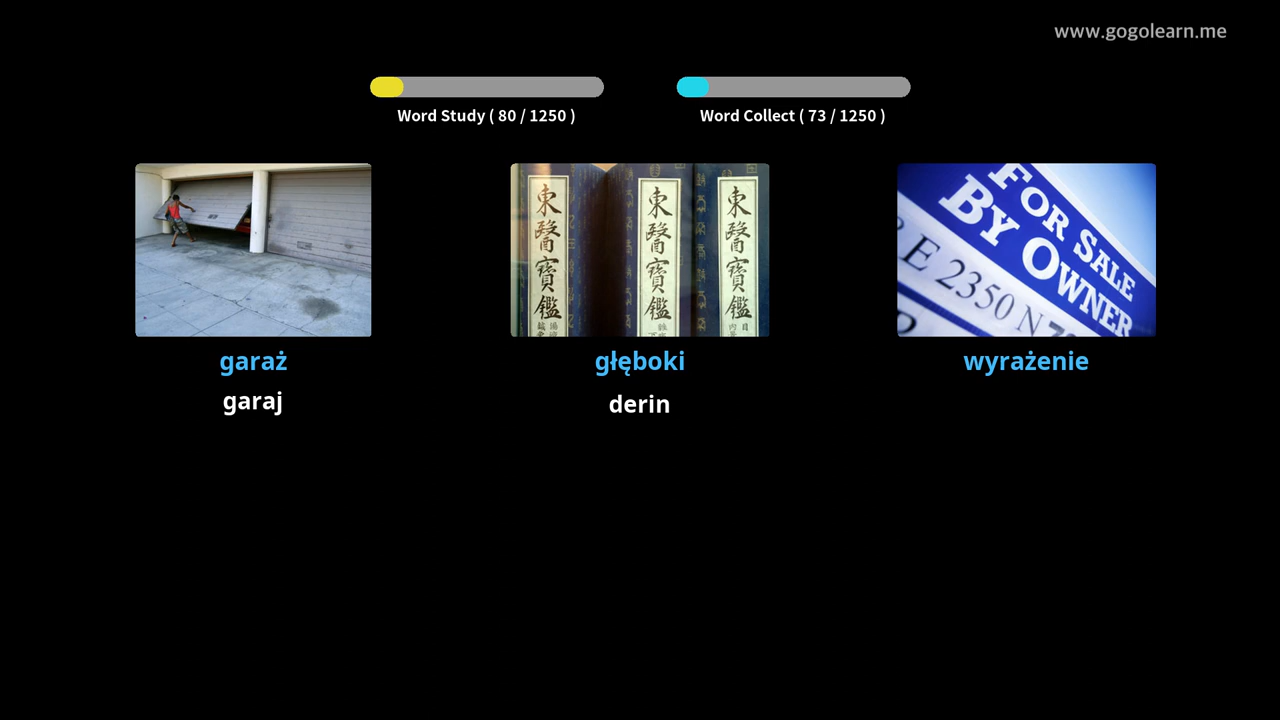 www.gogolearn.me
Word Study ( 80 / 1250 )
Word Collect ( 73 / 1250 )
東醫寶鑑
東醫寶鑑
東醫寶鑑
FOR SALE
BY OWNER
E 2350 N
garaż
głęboki
wyrażenie
garaj
derin